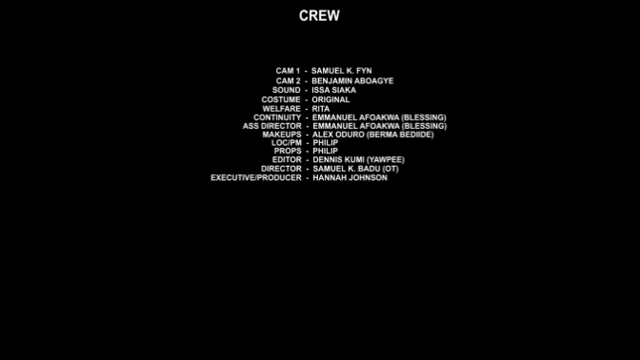 CREW
CAM 1 - SAMUEL K. FYN
CAM 2 - BENJAMIN ABOAGYE
SOUND - ISSA SIAKA
COSTUME - ORIGINAL
WELFARE - RITA
CONTINUITY - EMMANUEL AFOAKWA (BLESSING)
ASS DIRECTOR - EMMANUEL AFOAKWA (BLESSING)
MAKEUPS - ALEX ODURO (BERMA BEDIIDE)
LOC/PM - PHILIP
PROPS - PHILIP
EDITOR - DENNIS KUMI (YAWPEE)
DIRECTOR - SAMUEL K. BADU (OT)
EXECUTIVE/PRODUCER - HANNAH JOHNSON